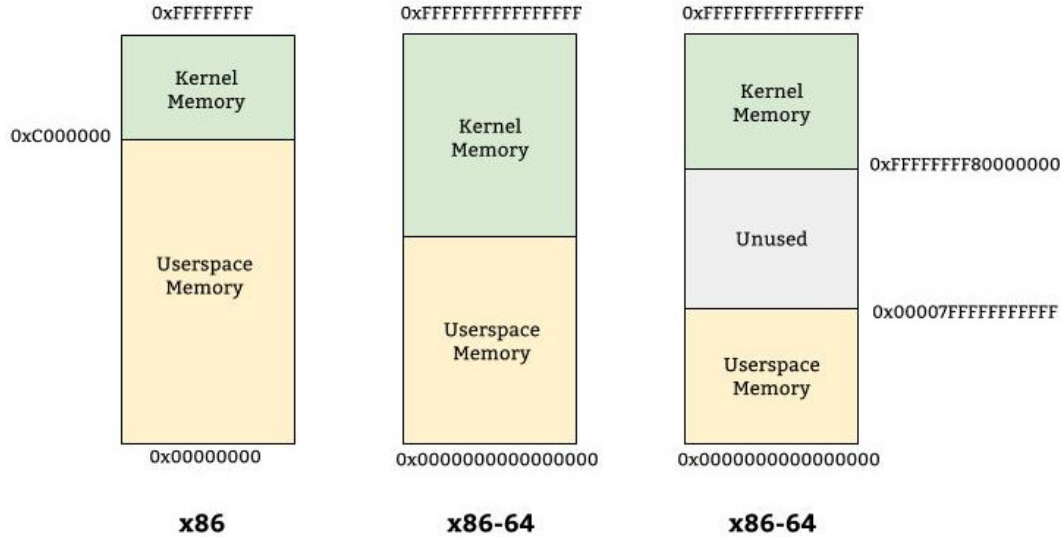 0xFFFFFFFF
Kernel
Memory
0xC000000
Userspace
Memory
0x00000000
x86
0xFFFFFFFFFFFFFFFF
Kernel
Memory
Userspace
Memory
0x0000000000000000
x86-64
0xFFFFFFFFFFFFFFFF
Kernel
Memory
0xFFFFFFFF80000000
Unused
0x00007FFFFFFFFFFF
Userspace
Memory
0x0000000000000000
x86-64